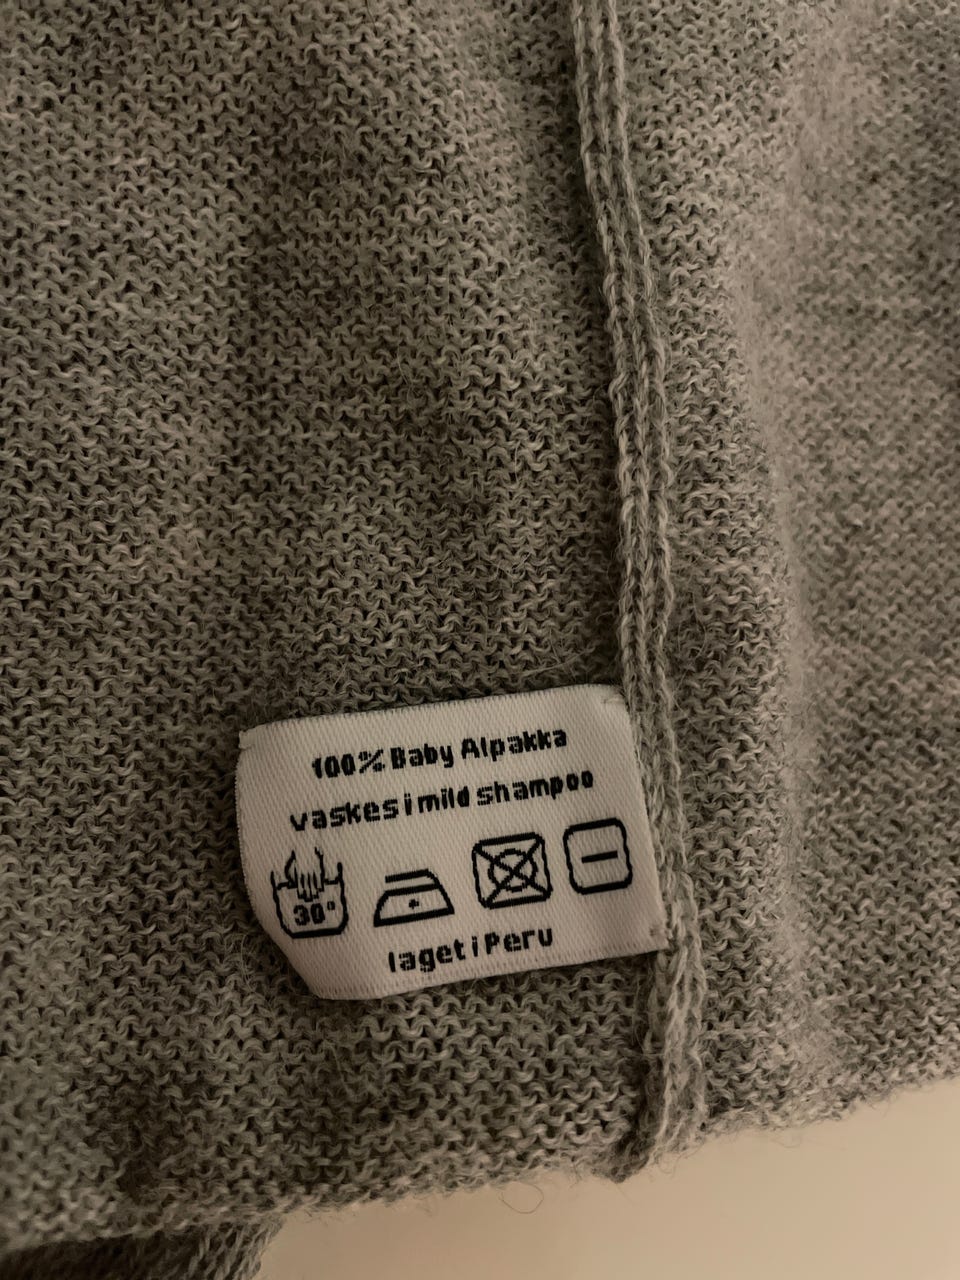 100% Baby Alpakka
vaskes i mild shampoo
30°
laget i Peru